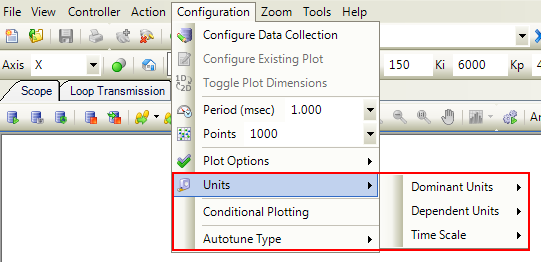 File View Controller Action Configuration Zoom Tools Help
Configure Data Collection
Axis X Configure Existing Plot 150 Ki 6000 Kp 4
1D 2D Toggle Plot Dimensions
Scope Loop Transmission
Period (msec) 1.000
Points 1000
Plot Options
Units Dominant Units
Conditional Plotting Dependent Units
Autotune Type Time Scale